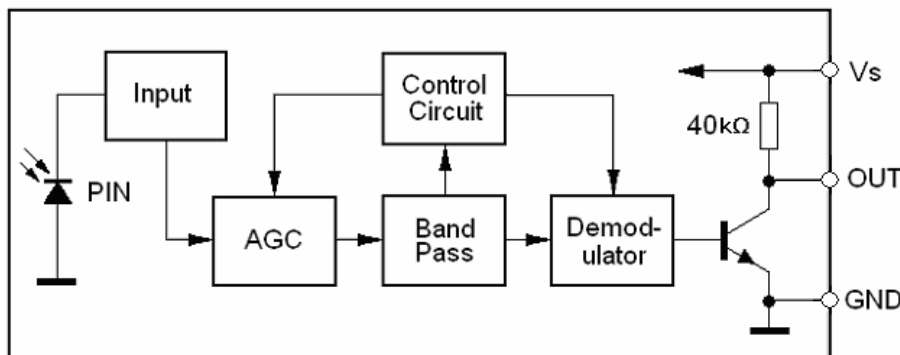 Input
PIN
AGC
Control
Circuit
Band
Pass
Demod-
ulator
40kΩ
Vs
OUT
GND